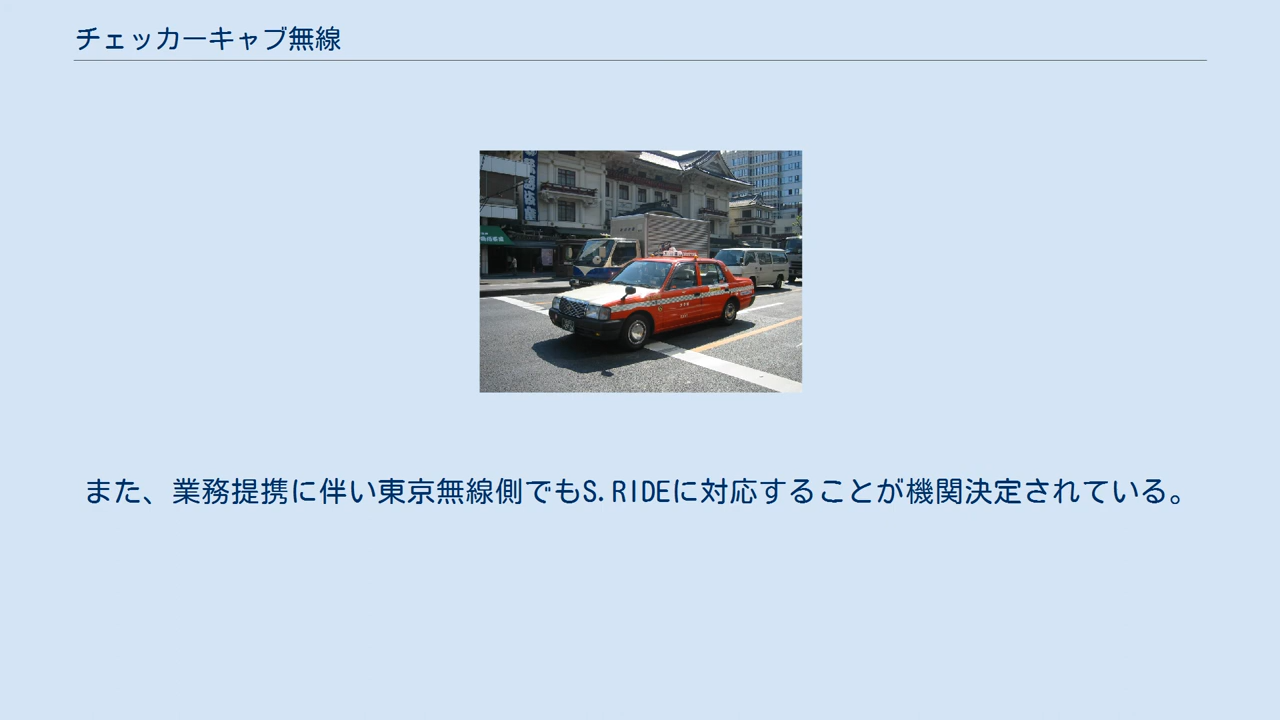 チェッカーキャブ無線
また、業務提携に伴い東京無線側でもS.RIDEに対応することが機関決定されている。